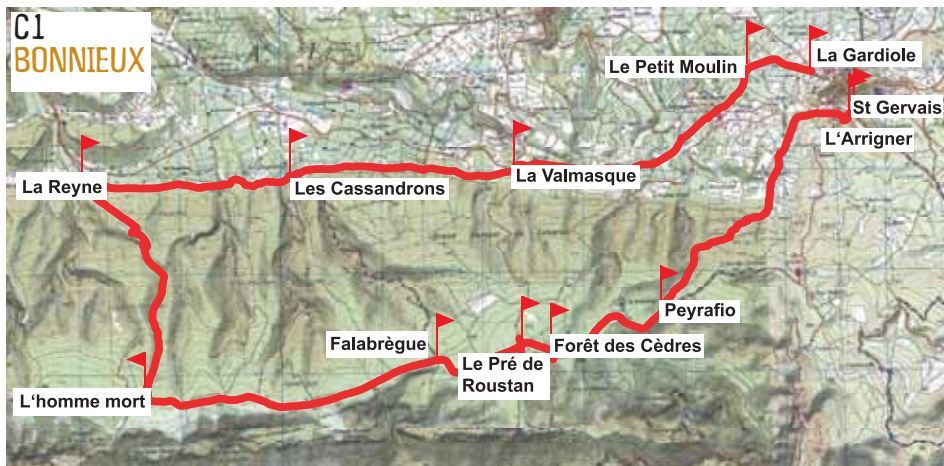 C1
BONNIEUX
La Gardiole
Le Petit Moulin
St Gervais
L'Arrigner
La Valmasque
Les Cassandrons
La Reyne
Peyrafio
Falabrègue
Forêt des Cèdres
Le Pré de
Roustan
L'homme mort